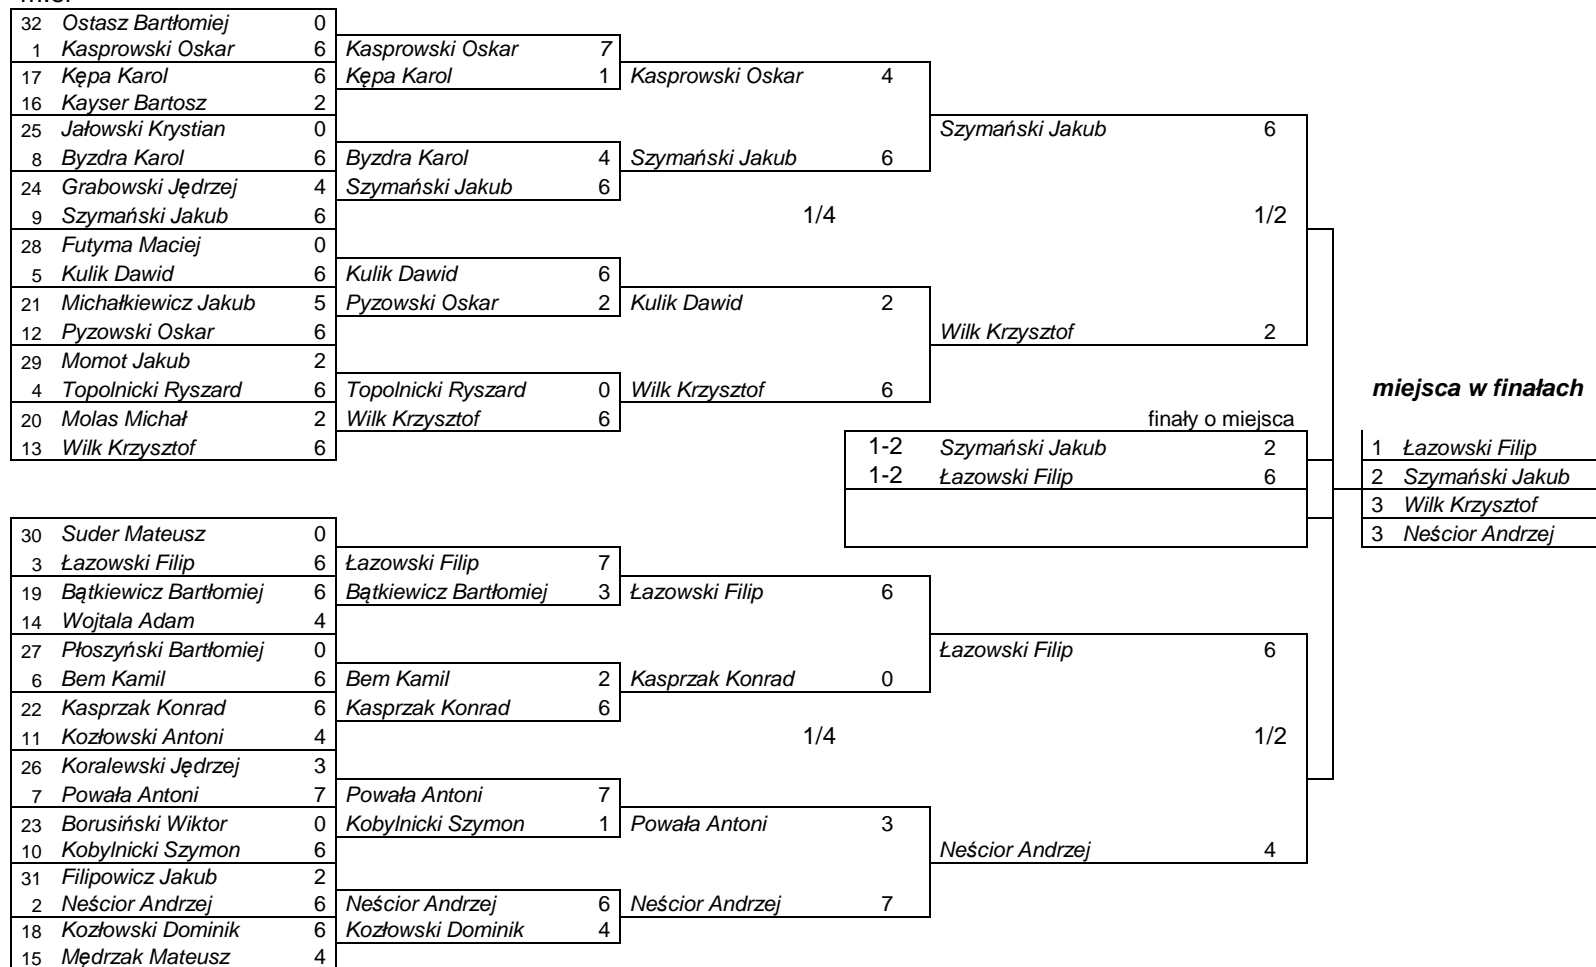 32 Ostasz Bartłomiej 0
1 Kasprowski Oskar 6 Kasprowski Oskar 7
17 Kępa Karol 6 Kępa Karol 1 Kasprowski Oskar 4
16 Kayser Bartosz 2
25 Jałowski Krystian 0 Szymański Jakub 6
8 Byzdra Karol 6 Byzdra Karol 4 Szymański Jakub 6
24 Grabowski Jędrzej 4 Szymański Jakub 6
9 Szymański Jakub 6 1/4 1/2
28 Futyma Maciej 0
5 Kulik Dawid 6 Kulik Dawid 6
21 Michałkiewicz Jakub 5 Pyzowski Oskar 2 Kulik Dawid 2
12 Pyzowski Oskar 6 Wilk Krzysztof 2
29 Momot Jakub 2
4 Topolnicki Ryszard 6 Topolnicki Ryszard 0 Wilk Krzysztof 6 miejsca w finałach
20 Molas Michał 2 Wilk Krzysztof 6 finały o miejsca
13 Wilk Krzysztof 6 1-2 Szymański Jakub 2 1 Łazowski Filip
1-2 Łazowski Filip 6 2 Szymański Jakub
3 Wilk Krzysztof
30 Suder Mateusz 0 3 Neścior Andrzej
3 Łazowski Filip 6 Łazowski Filip 7
19 Bątkiewicz Bartłomiej 6 Bątkiewicz Bartłomiej 3 Łazowski Filip 6
14 Wojtala Adam 4
27 Płoszyński Bartłomiej 0 Łazowski Filip 6
6 Bem Kamil 6 Bem Kamil 2 Kasprzak Konrad 0
22 Kasprzak Konrad 6 Kasprzak Konrad 6
11 Kozłowski Antoni 4 1/4 1/2
26 Koralewski Jędrzej 3
7 Powała Antoni 7 Powała Antoni 7
23 Borusiński Wiktor 0 Kobylnicki Szymon 1 Powała Antoni 3
10 Kobylnicki Szymon 6 Neścior Andrzej 4
31 Filipowicz Jakub 2
2 Neścior Andrzej 6 Neścior Andrzej 6 Neścior Andrzej 7
18 Kozłowski Dominik 6 Kozłowski Dominik 4
15 Mędrzak Mateusz 4